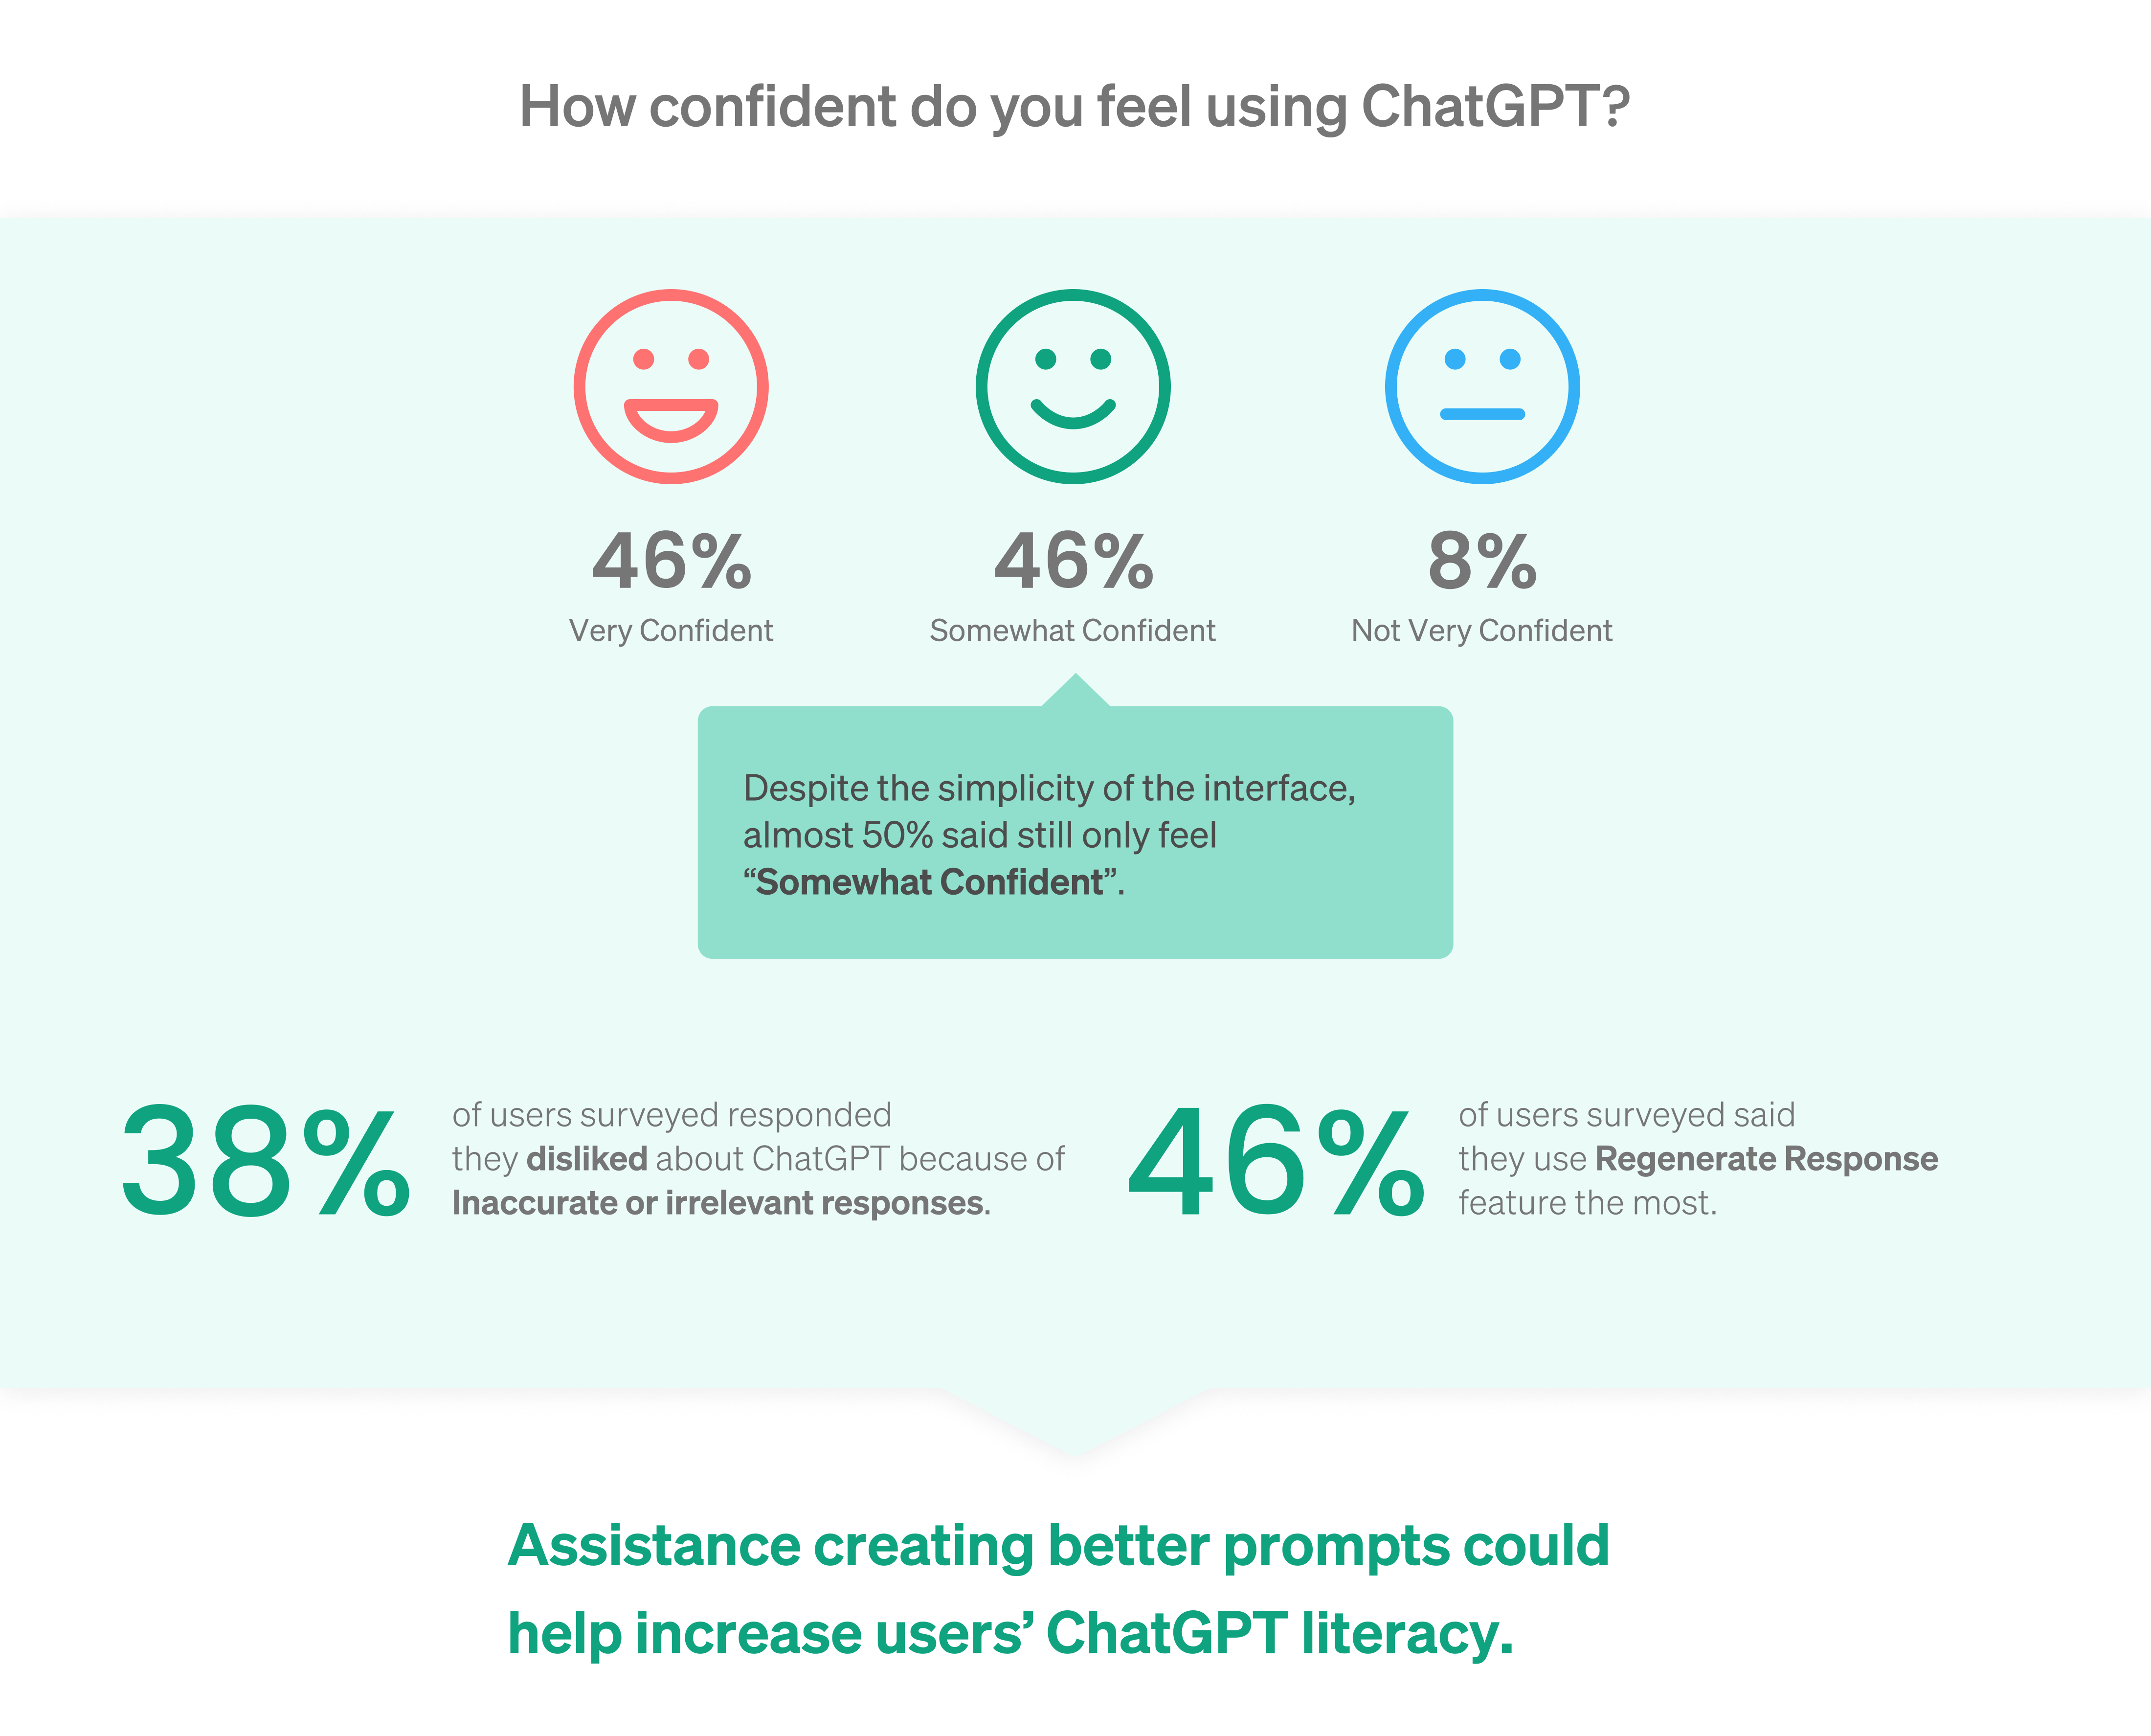 How confident do you feel using ChatGPT?
46%
Very Confident
46%
Somewhat Confident
8%
Not Very Confident
Despite the simplicity of the interface,
almost 50% said still only feel
“Somewhat Confident”.
38%
of users surveyed responded
they disliked about ChatGPT because of
Inaccurate or irrelevant responses.
46%
of users surveyed said
they use Regenerate Response
feature the most.
Assistance creating better prompts could
help increase users’ ChatGPT literacy.